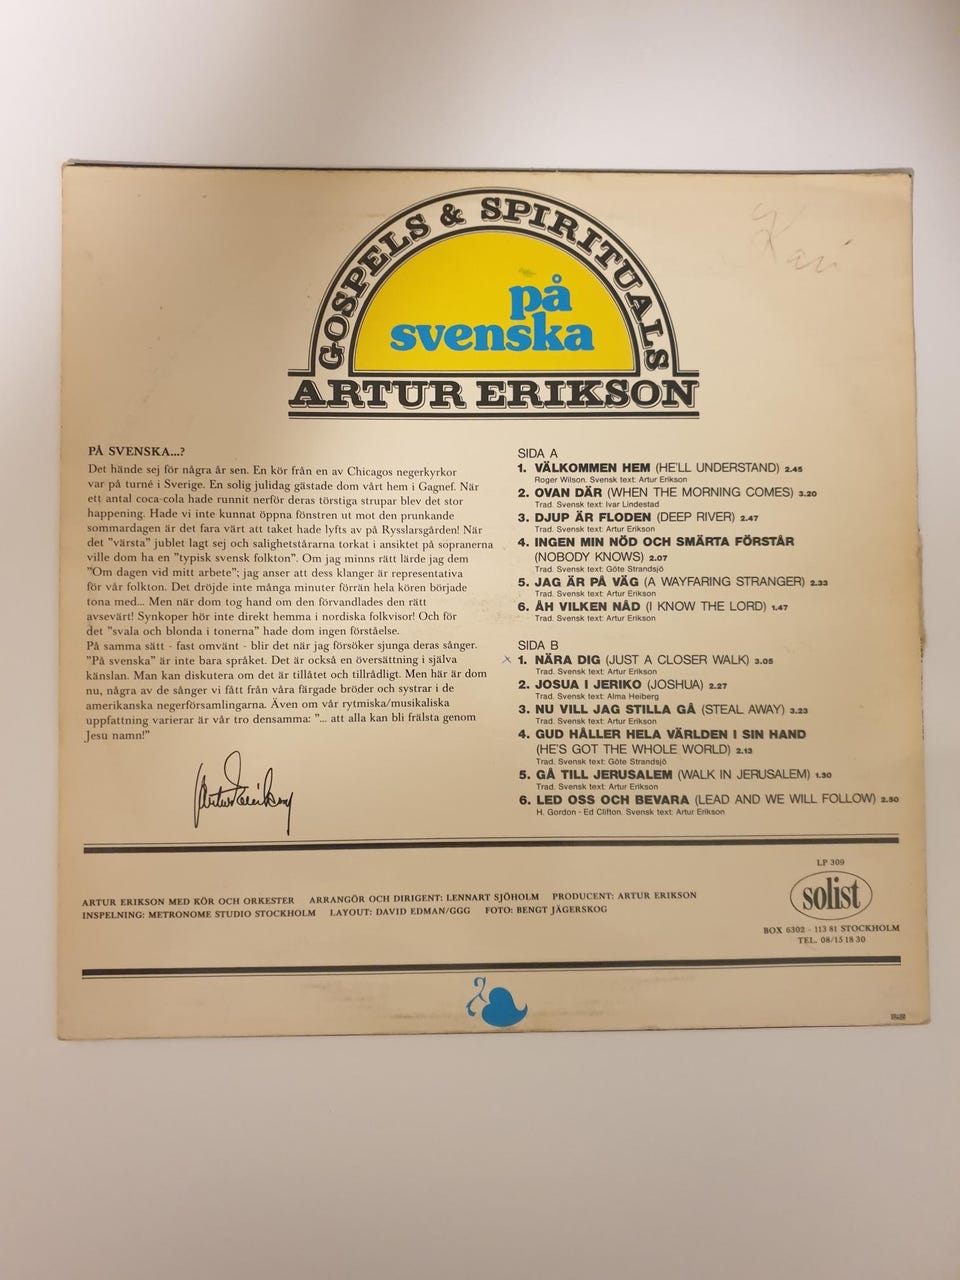 GOSPELS & SPIRITUALS
på
svenska
ARTUR ERIKSON
PÅ SVENSKA...?
Det hände sej för några år sen. En kör från en av Chicagos negerkyrkor
var på turné i Sverige. En solig julidag gästade dom vårt hem i Gagnef. När
ett antal coca-cola hade runnit nerför deras törstiga strupar blev det stor
happening. Hade vi inte kunnat öppna fönstren ut mot den prunkande
sommardagen är det fara värt att taket hade lyfts av på Rysslarsgården! När
det "värsta" jublet lagt sej och salighetstårarna torkat i ansiktet på sopranerna
ville dom ha en "typisk svensk folkton". Om jag minns rätt lärde jag dem
"Om dagen vid mitt arbete"; jag anser att dess klanger är representativa
för vår folkton. Det dröjde inte många minuter förrän hela kören började
tona med... Men när dom tog hand om den förvandlades den rätt
avsevärt! Synkoper hör inte direkt hemma i nordiska folkvisor! Och för
det "svala och blonda i tonerna" hade dom ingen förståelse.
På samma sätt - fast omvänt - blir det när jag försöker sjunga deras sånger.
"På svenska" är inte bara språket. Det är också en översättning i själva
känslan. Man kan diskutera om det är tillåtet och tillrådligt. Men här är dom
nu, några av de sånger vi fått från våra färgade bröder och systrar i de
amerikanska negerförsamlingarna. Även om vår rytmiska/musikaliska
uppfattning varierar är vår tro densamma: "... att alla kan bli frälsta genom
Jesu namn!"
Artur Erikson
SIDA A
1. VÄLKOMMEN HEM (HE'LL UNDERSTAND) 2.45
Roger Wilson. Svensk text: Artur Erikson
2. OVAN DÄR (WHEN THE MORNING COMES) 3.20
Trad. Svensk text: Ivar Lindestad
3. DJUP ÄR FLODEN (DEEP RIVER) 2.47
Trad. Svensk text: Artur Erikson
4. INGEN MIN NÖD OCH SMÄRTA FÖRSTÅR
(NOBODY KNOWS) 2.07
Trad. Svensk text: Göte Strandsjö
5. JAG ÄR PÅ VÄG (A WAYFARING STRANGER) 2.33
Trad. Svensk text: Artur Erikson
6. ÅH VILKEN NÅD (I KNOW THE LORD) 1.47
Trad. Svensk text: Artur Erikson
SIDA B
1. NÄRA DIG (JUST A CLOSER WALK) 3.05
Trad. Svensk text: Artur Erikson
2. JOSUA I JERIKO (JOSHUA) 2.27
Trad. Svensk text: Alma Heiberg
3. NU VILL JAG STILLA GÅ (STEAL AWAY) 3.23
Trad. Svensk text: Artur Erikson
4. GUD HÅLLER HELA VÄRLDEN I SIN HAND
(HE'S GOT THE WHOLE WORLD) 2.13
Trad. Svensk text: Göte Strandsjö
5. GÅ TILL JERUSALEM (WALK IN JERUSALEM) 1.30
Trad. Svensk text: Artur Erikson
6. LED OSS OCH BEVARA (LEAD AND WE WILL FOLLOW) 2.50
H. Gordon - Ed Clifton. Svensk text: Artur Erikson
ARTUR ERIKSON MED KÖR OCH ORKESTER ARRANGÖR OCH DIRIGENT: LENNART SJÖHOLM PRODUCENT: ARTUR ERIKSON
INSPELNING: METRONOME STUDIO STOCKHOLM LAYOUT: DAVID EDMAN/GGG FOTO: BENGT JÄGERSKOG
LP 309
solist
BOX 6302 - 113 81 STOCKHOLM
TEL. 08/15 18 30